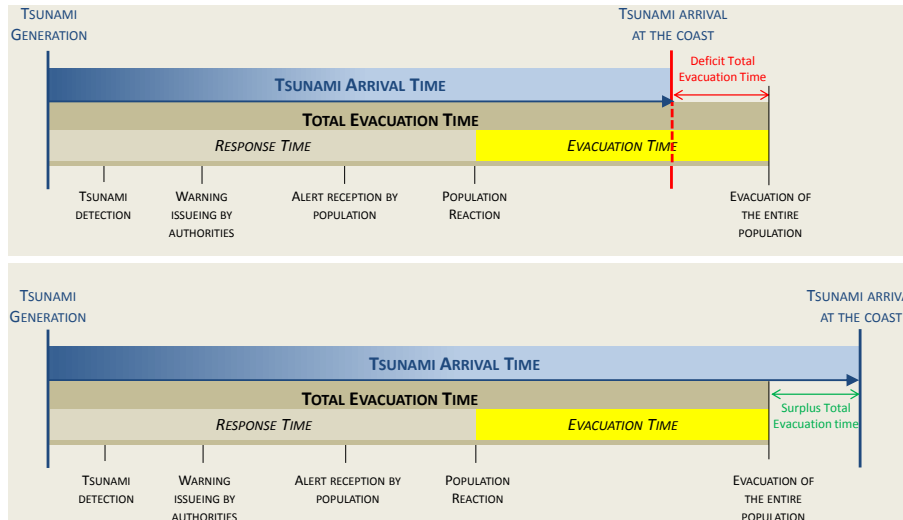 TSUNAMI
GENERATION
TSUNAMI ARRIVAL
AT THE COAST
Deficit Total
Evacuation Time
TSUNAMI ARRIVAL TIME
TOTAL EVACUATION TIME
RESPONSE TIME
EVACUATION TIME
TSUNAMI
DETECTION
WARNING
ISSUEING BY
AUTHORITIES
ALERT RECEPTION BY
POPULATION
POPULATION
REACTION
EVACUATION OF
THE ENTIRE
POPULATION
TSUNAMI
GENERATION
TSUNAMI ARRIVA
AT THE COAST
TSUNAMI ARRIVAL TIME
TOTAL EVACUATION TIME
Surplus Total
Evacuation time
RESPONSE TIME
EVACUATION TIME
TSUNAMI
DETECTION
WARNING
ISSUEING BY
AUTHORITIES
ALERT RECEPTION BY
POPULATION
POPULATION
REACTION
EVACUATION OF
THE ENTIRE
POPULATION